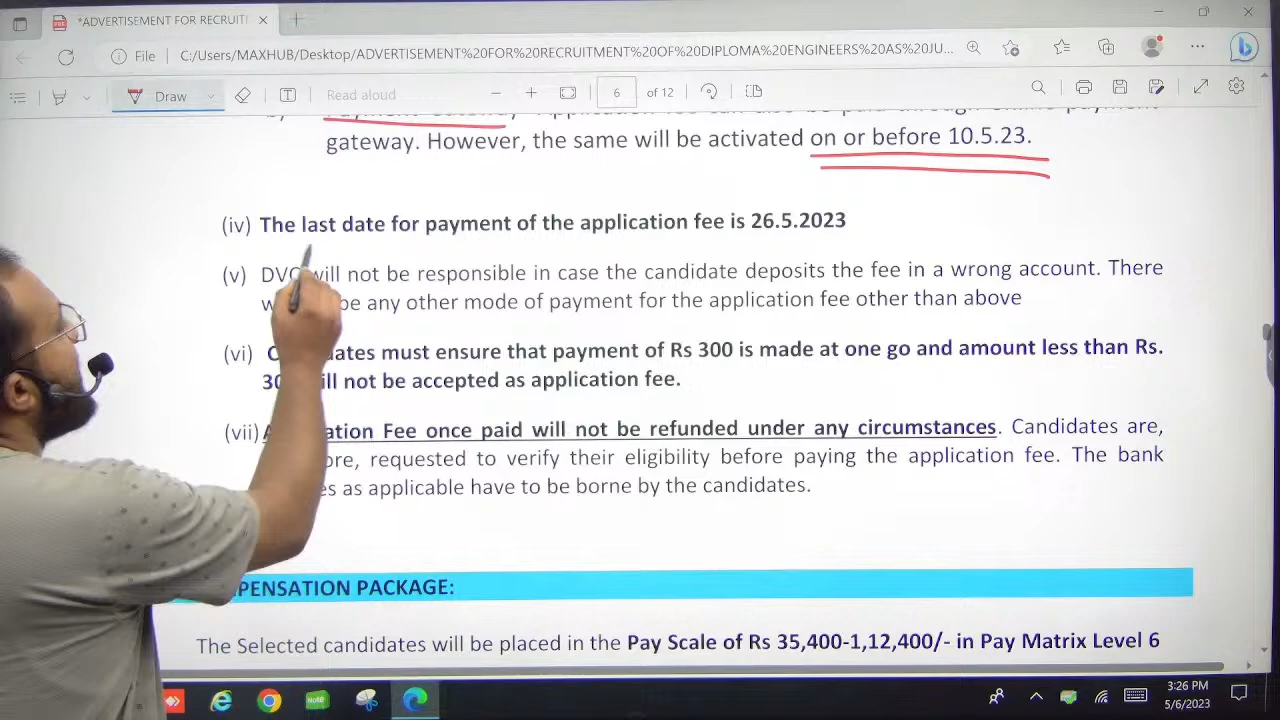 *ADVERTISEMENT FOR RECRUIT
File C:/Users/MAXHUB/Desktop/ADVERTISEMENT%20FOR%20RECRUITMENT%20OF%20DIPLOMA%20ENGINEERS%20AS%20JU...
Draw Read aloud 6 of 12
gateway. However, the same will be activated on or before 10.5.23.
(iv) The last date for payment of the application fee is 26.5.2023
(v) will not be responsible in case the candidate deposits the fee in a wrong account. There
be any other mode of payment for the application fee other than above
(vi) must ensure that payment of Rs 300 is made at one go and amount less than Rs.
not be accepted as application fee.
(vii) Fee once paid will not be refunded under any circumstances. Candidates are,
requested to verify their eligibility before paying the application fee. The bank
as applicable have to be borne by the candidates.
PENSATION PACKAGE:
The Selected candidates will be placed in the Pay Scale of Rs 35,400-1,12,400/- in Pay Matrix Level 6
3:26 PM
5/6/2023